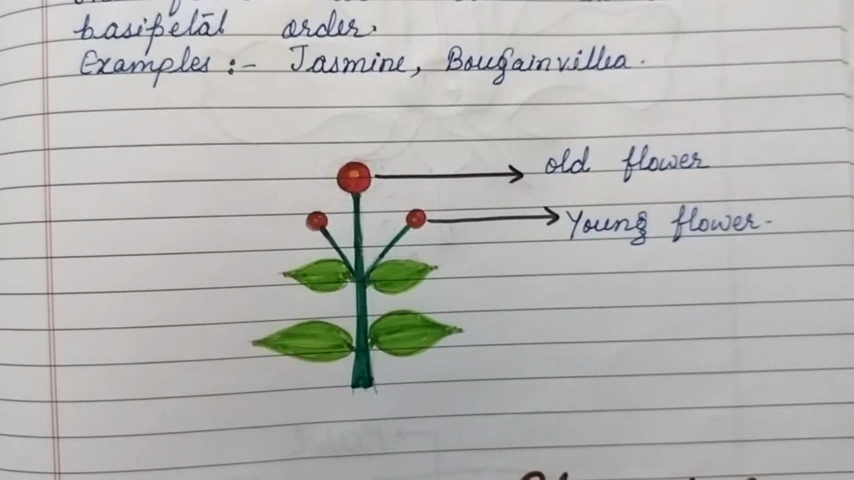 basipetal order.
Examples :- Jasmine, Bougainvillea.
old flower
Young flower.